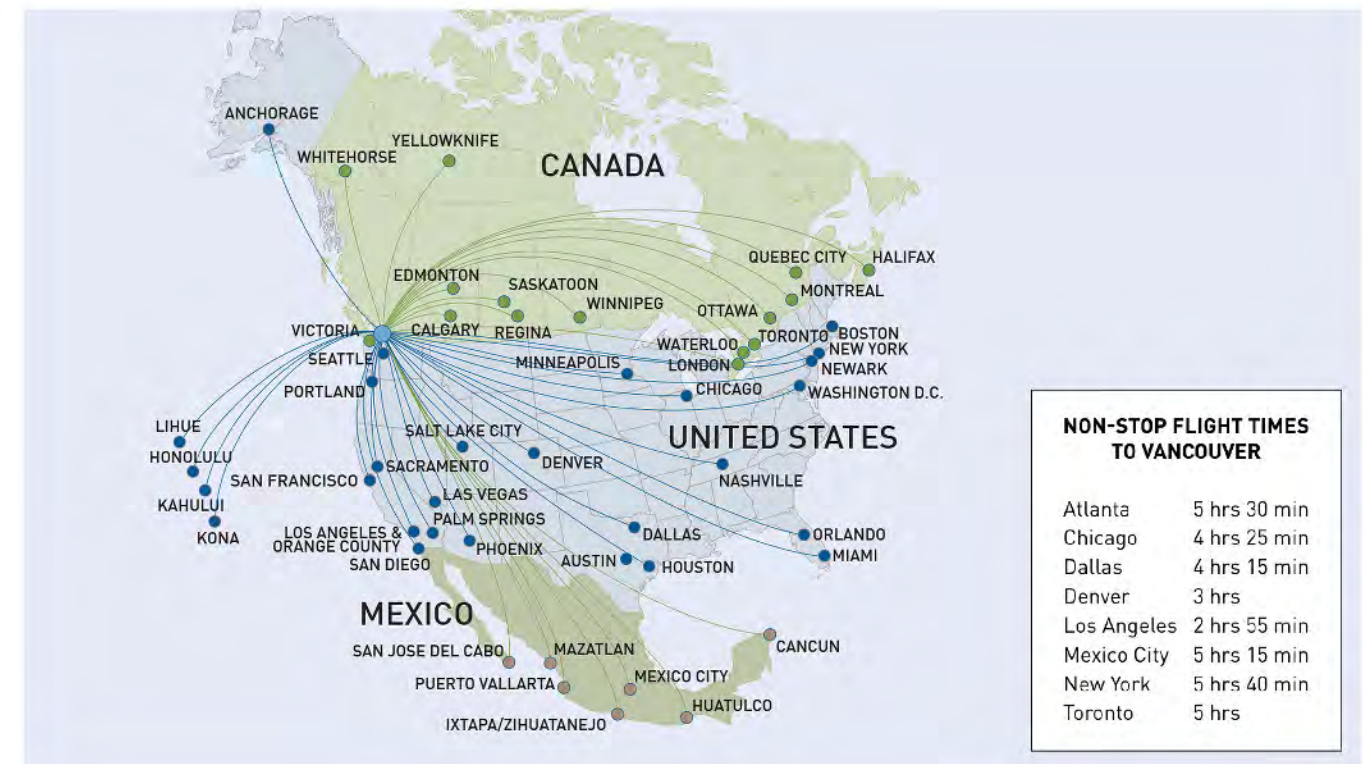 ANCHORAGE
YELLOWKNIFE
WHITEHORSE
CANADA
QUEBEC CITY
HALIFAX
EDMONTON
SASKATOON
MONTREAL
WINNIPEG
OTTAWA
VICTORIA
CALGARY
REGINA
TORONTO
BOSTON
WATERLOO
NEW YORK
SEATTLE
MINNEAPOLIS
LONDON
NEWARK
PORTLAND
CHICAGO
WASHINGTON D.C.
LIHUE
SALT LAKE CITY
UNITED STATES
HONOLULU
DENVER
SACRAMENTO
SAN FRANCISCO
NASHVILLE
KAHULUI
LAS VEGAS
KONA
PALM SPRINGS
LOS ANGELES &
ORANGE COUNTY
DALLAS
ORLANDO
PHOENIX
SAN DIEGO
AUSTIN
HOUSTON
MIAMI
MEXICO
SAN JOSE DEL CABO
MAZATLAN
CANCUN
PUERTO VALLARTA
MEXICO CITY
HUATULCO
IXTAPA/ZIHUATANEJO
NON-STOP FLIGHT TIMES
TO VANCOUVER
Atlanta 5 hrs 30 min
Chicago 4 hrs 25 min
Dallas 4 hrs 15 min
Denver 3 hrs
Los Angeles 2 hrs 55 min
Mexico City 5 hrs 15 min
New York 5 hrs 40 min
Toronto 5 hrs